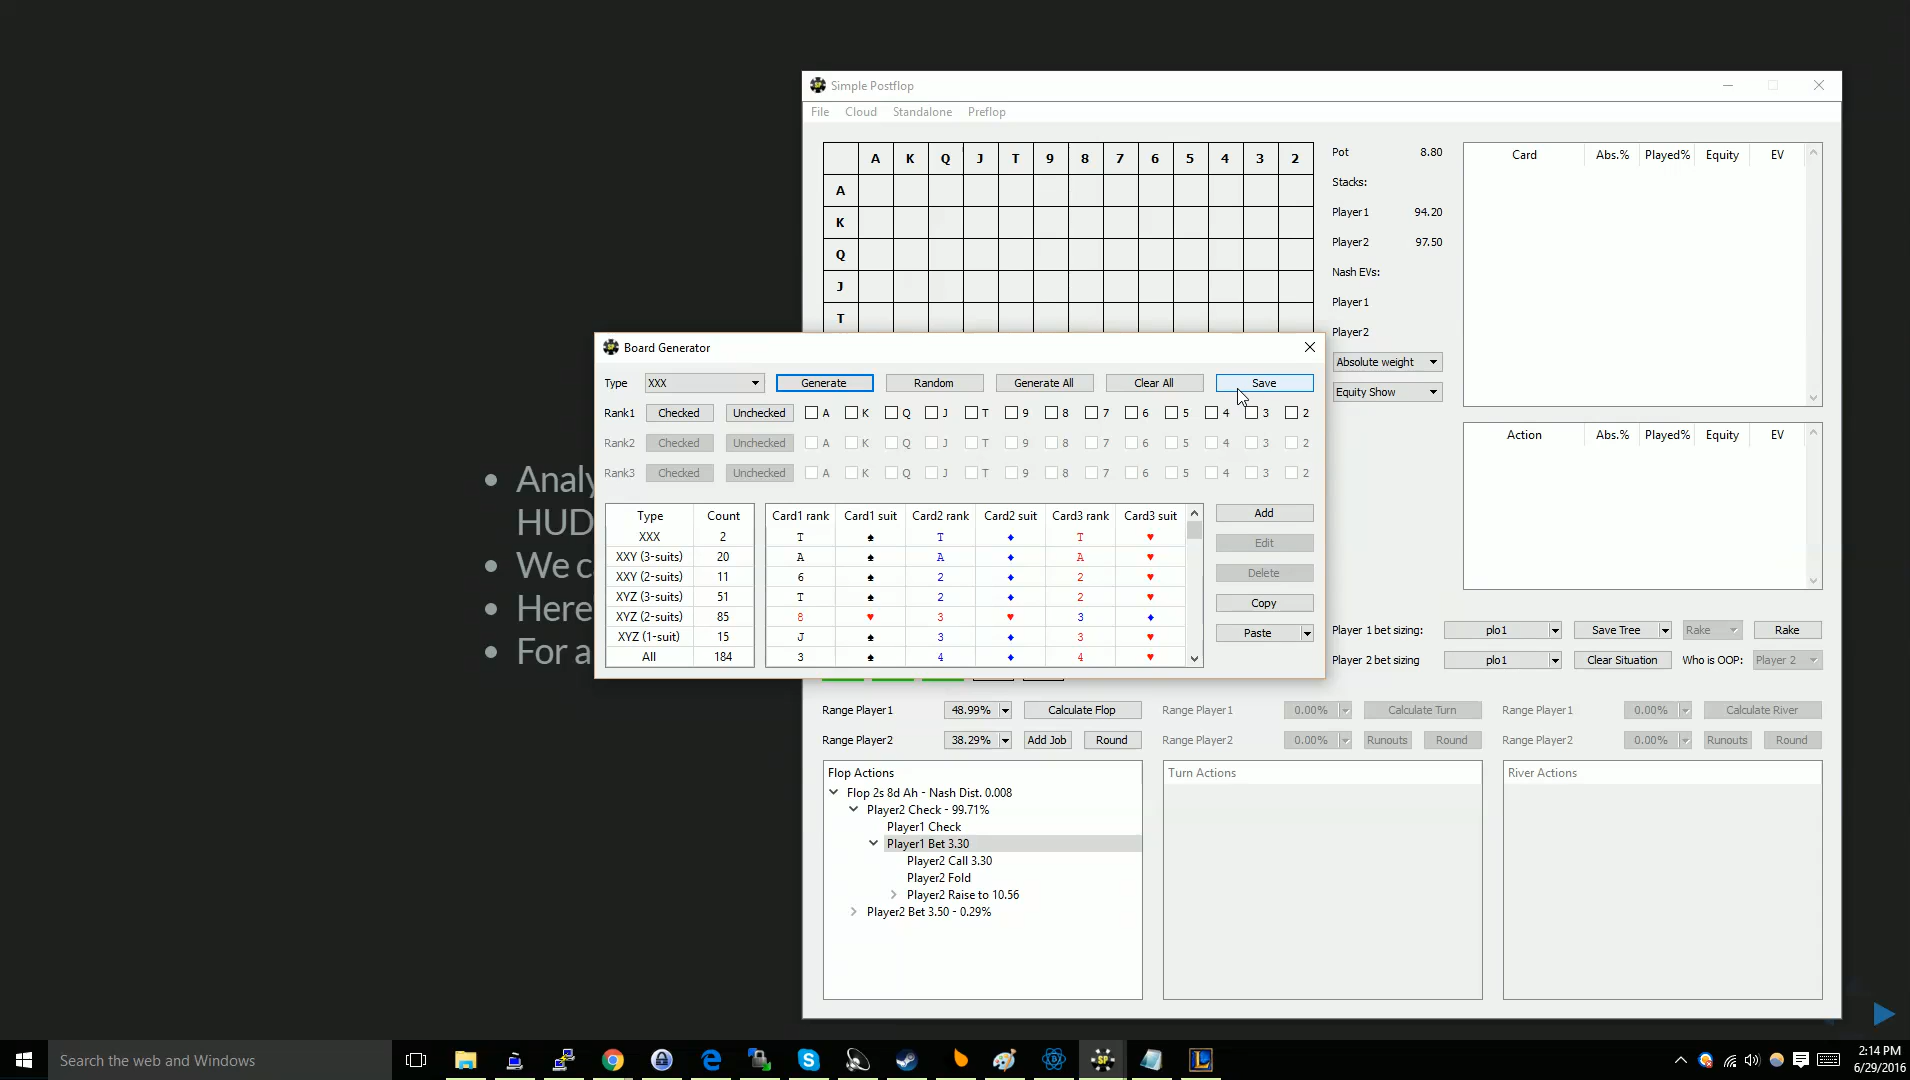 Simple Postflop
File Cloud Standalone Preflop
A K Q J T 9 8 7 6 5 4 3 2
A
K
Q
J
T
Pot 8.80
Stacks:
Player1 94.20
Player2 97.50
Nash EVs:
Player1
Player2
Absolute weight
Equity Show
Card Abs.% Played% Equity EV
Action Abs.% Played% Equity EV
Analy
HUD
We c
Here
For a
Board Generator
Type XXX Generate Random Generate All Clear All Save
Rank1 Checked Unchecked A K Q J T 9 8 7 6 5 4 3 2
Rank2 Checked Unchecked A K Q J T 9 8 7 6 5 4 3 2
Rank3 Checked Unchecked A K Q J T 9 8 7 6 5 4 3 2
Type Count
XXX 2
XXY (3-suits) 20
XXY (2-suits) 11
XYZ (3-suits) 51
XYZ (2-suits) 85
XYZ (1-suit) 15
All 184
Card1 rank Card1 suit Card2 rank Card2 suit Card3 rank Card3 suit
T ♠ T ♦ T ♥
A ♠ A ♦ A ♥
6 ♠ 2 ♦ 2 ♥
T ♠ 2 ♦ 2 ♥
8 ♥ 3 ♥ 3 ♦
J ♠ 3 ♦ 3 ♥
3 ♠ 4 ♦ 4 ♥
Add
Edit
Delete
Copy
Paste
Player 1 bet sizing: plo1 Save Tree Rake Rake
Player 2 bet sizing plo1 Clear Situation Who is OOP: Player 2
Range Player1 48.99% Calculate Flop Range Player1 0.00% Calculate Turn Range Player1 0.00% Calculate River
Range Player2 38.29% Add Job Round Range Player2 0.00% Runouts Round Range Player2 0.00% Runouts Round
Flop Actions
Flop 2s 8d Ah - Nash Dist. 0.008
Player2 Check - 99.71%
Player1 Check
Player1 Bet 3.30
Player2 Call 3.30
Player2 Fold
Player2 Raise to 10.56
Player2 Bet 3.50 - 0.29%
Turn Actions
River Actions
Search the web and Windows
2:14 PM
6/29/2016